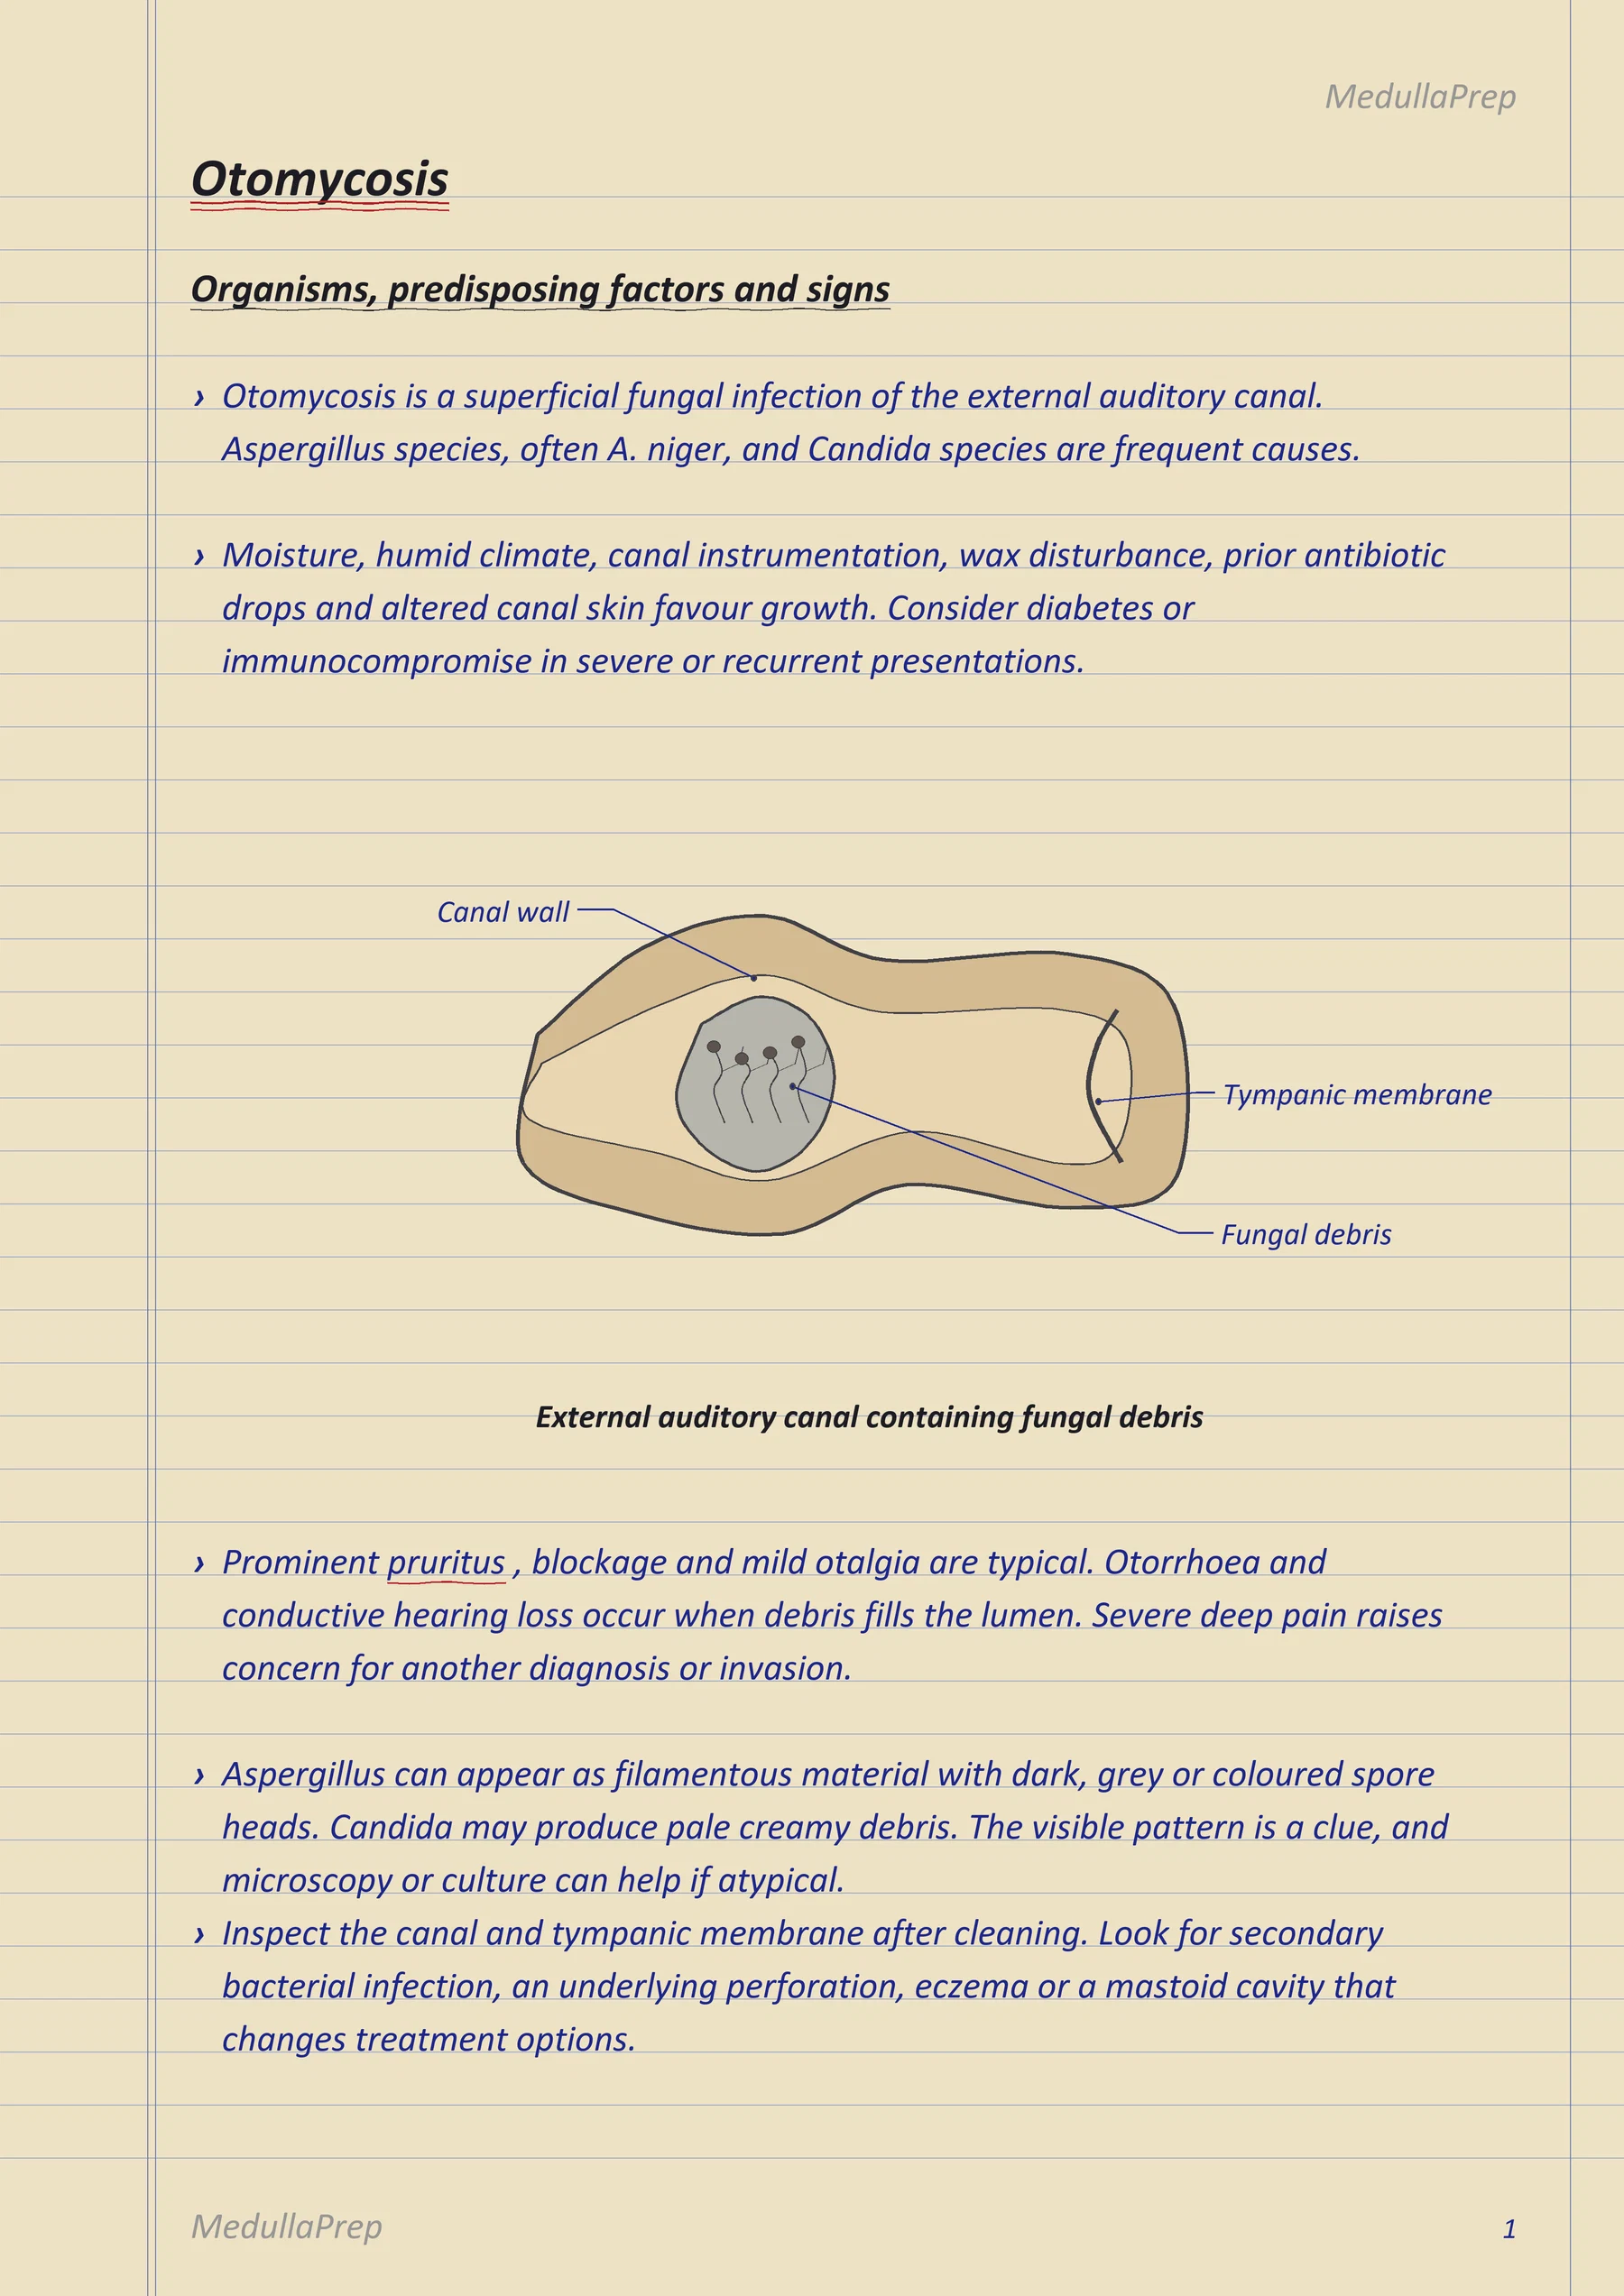 MedullaPrep
Otomycosis
Organisms, predisposing factors and signs
› Otomycosis is a superficial fungal infection of the external auditory canal.
Aspergillus species, often A. niger, and Candida species are frequent causes.
› Moisture, humid climate, canal instrumentation, wax disturbance, prior antibiotic
drops and altered canal skin favour growth. Consider diabetes or
immunocompromise in severe or recurrent presentations.
Canal wall
Tympanic membrane
Fungal debris
External auditory canal containing fungal debris
› Prominent pruritus , blockage and mild otalgia are typical. Otorrhoea and
conductive hearing loss occur when debris fills the lumen. Severe deep pain raises
concern for another diagnosis or invasion.
› Aspergillus can appear as filamentous material with dark, grey or coloured spore
heads. Candida may produce pale creamy debris. The visible pattern is a clue, and
microscopy or culture can help if atypical.
› Inspect the canal and tympanic membrane after cleaning. Look for secondary
bacterial infection, an underlying perforation, eczema or a mastoid cavity that
changes treatment options.
MedullaPrep
1